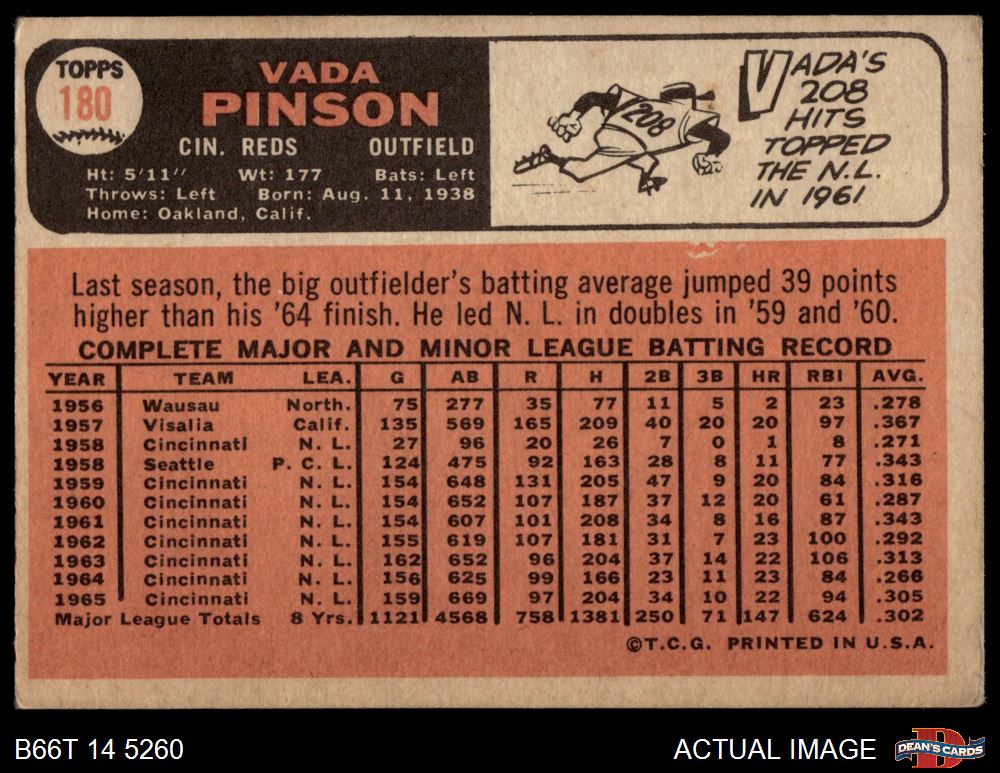 TOPPS
180
VADA
PINSON
CIN. REDS OUTFIELD
Ht: 5'11" Wt: 177 Bats: Left
Throws: Left Born: Aug. 11, 1938
Home: Oakland, Calif.
208
VADA'S
208
HITS
TOPPED
THE N.L.
IN 1961
Last season, the big outfielder's batting average jumped 39 points
higher than his '64 finish. He led N. L. in doubles in '59 and '60.
COMPLETE MAJOR AND MINOR LEAGUE BATTING RECORD
YEAR TEAM LEA. G AB R H 2B 3B HR RBI AVG.
1956 Wausau North. 75 277 35 77 11 5 2 23 .278
1957 Visalia Calif. 135 569 165 209 40 20 20 97 .367
1958 Cincinnati N. L. 27 96 20 26 7 0 1 8 .271
1958 Seattle P. C. L. 124 475 92 163 28 8 11 77 .343
1959 Cincinnati N. L. 154 648 131 205 47 9 20 84 .316
1960 Cincinnati N. L. 154 652 107 187 37 12 20 61 .287
1961 Cincinnati N. L. 154 607 101 208 34 8 16 87 .343
1962 Cincinnati N. L. 155 619 107 181 31 7 23 100 .292
1963 Cincinnati N. L. 162 652 96 204 37 14 22 106 .313
1964 Cincinnati N. L. 156 625 99 166 23 11 23 84 .266
1965 Cincinnati N. L. 159 669 97 204 34 10 22 94 .305
Major League Totals 8 Yrs. 1121 4568 758 1381 250 71 147 624 .302
©T.C.G. PRINTED IN U.S.A.
B66T 14 5260 ACTUAL IMAGE
DEAN'S CARDS